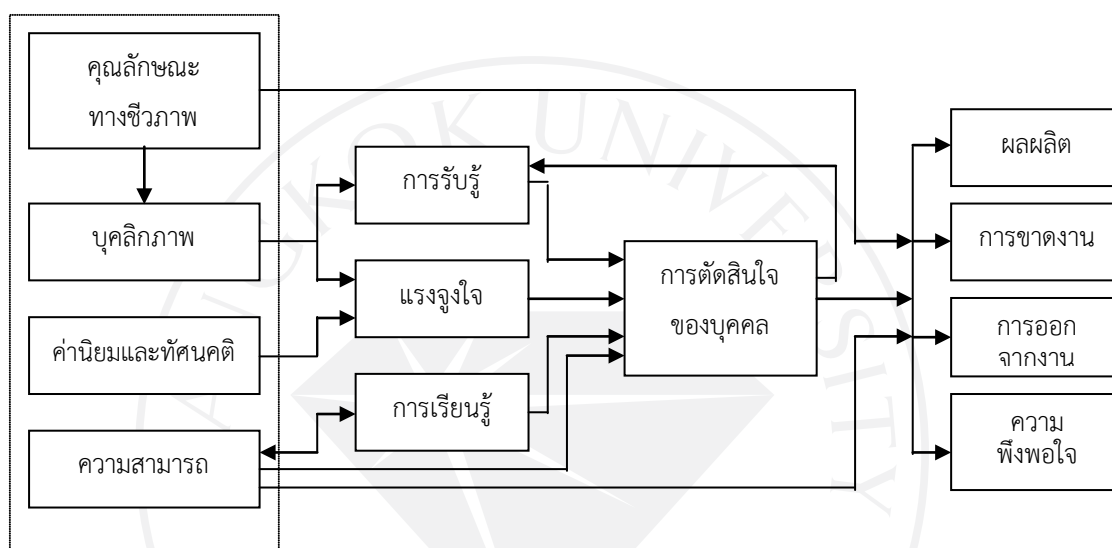 คุณลักษณะ
ทางชีวภาพ
บุคลิกภาพ
ค่านิยมและทัศนคติ
ความสามารถ
การรับรู้
แรงจูงใจ
การเรียนรู้
การตัดสินใจ
ของบุคคล
ผลผลิต
การขาดงาน
การออก
จากงาน
ความ
พึงพอใจ
ANGKOK UNIVERSITY